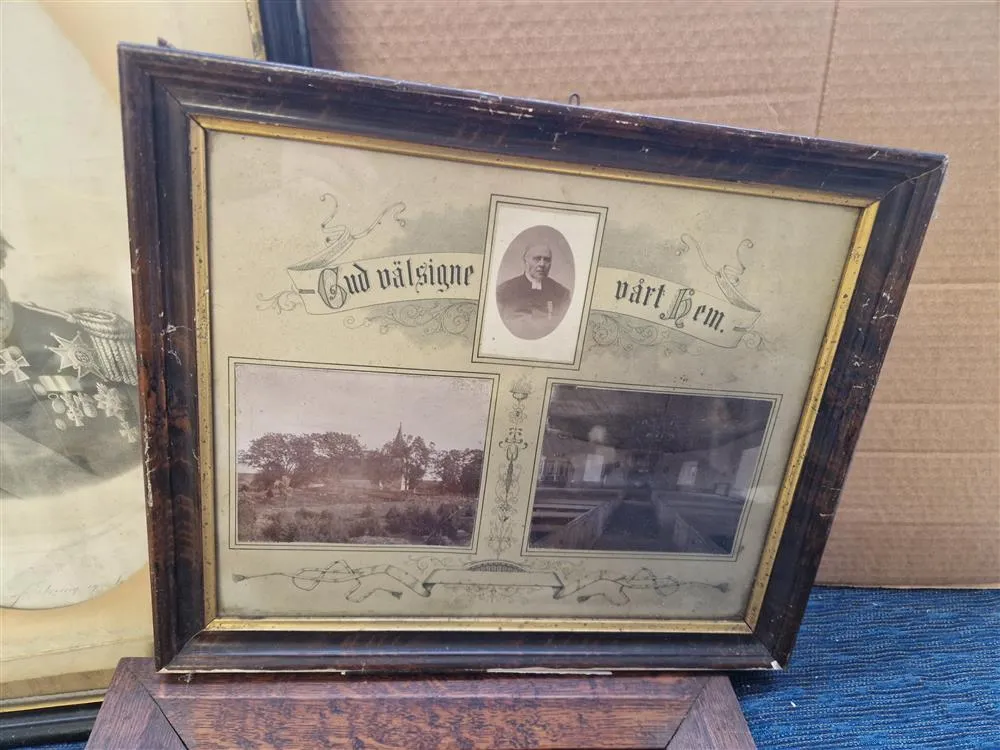 Gud välsigne vårt Hem.